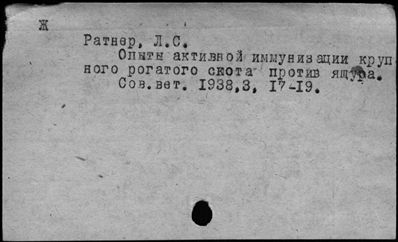 Ж
Ратнер, Л.С.
Опыты активной иммунизации круп
ного рогатого скота против ящура.
Сов.вет. 1938,3, 17-19.